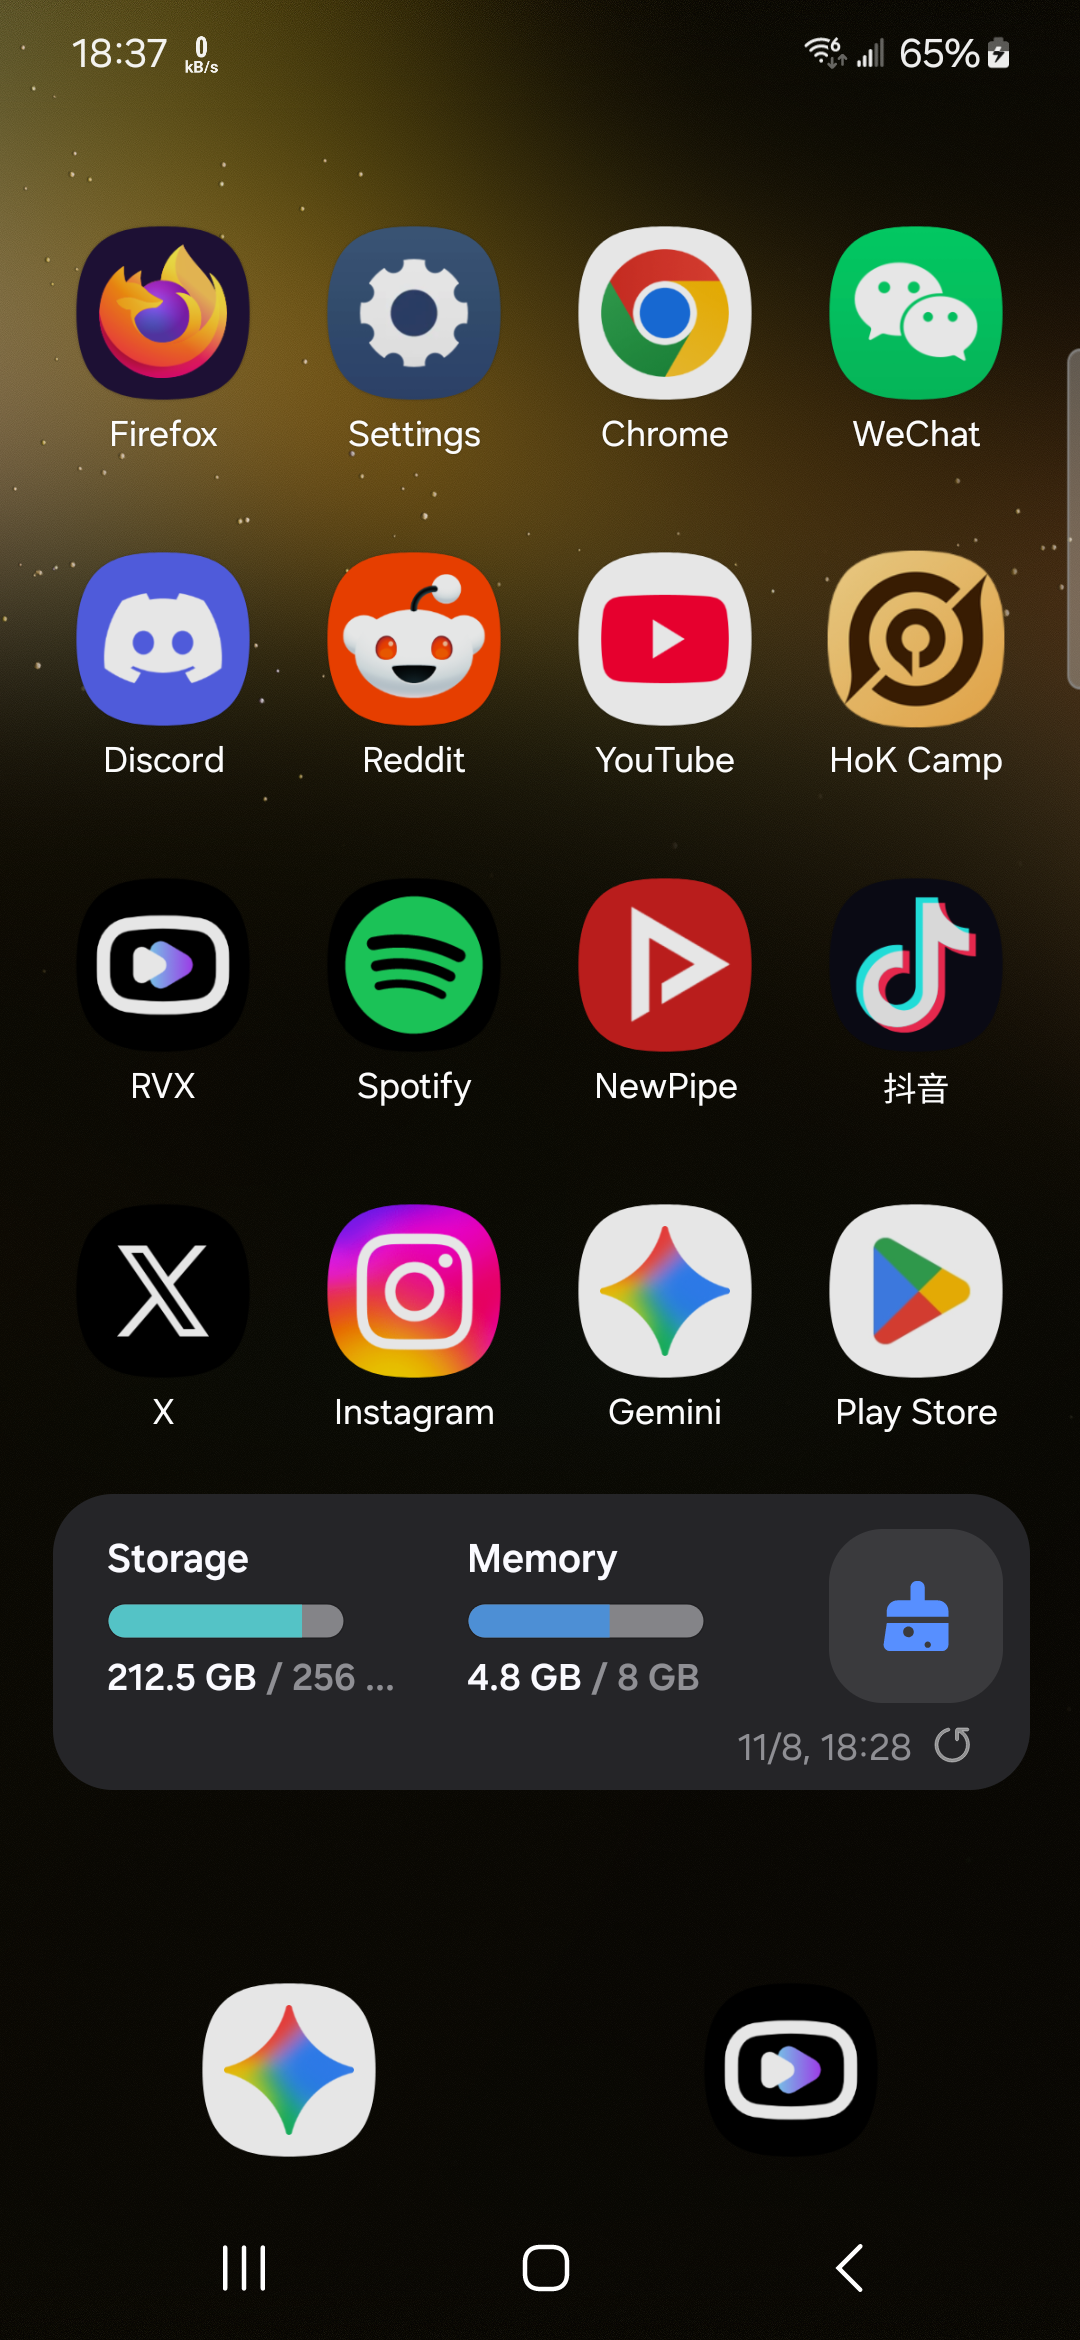 18:37 0 kB/s 6 65%
Firefox Settings Chrome WeChat
Discord Reddit YouTube HoK Camp
RVX Spotify NewPipe 抖音
X Instagram Gemini Play Store
Storage Memory
212.5 GB / 256 ... 4.8 GB / 8 GB
11/8, 18:28